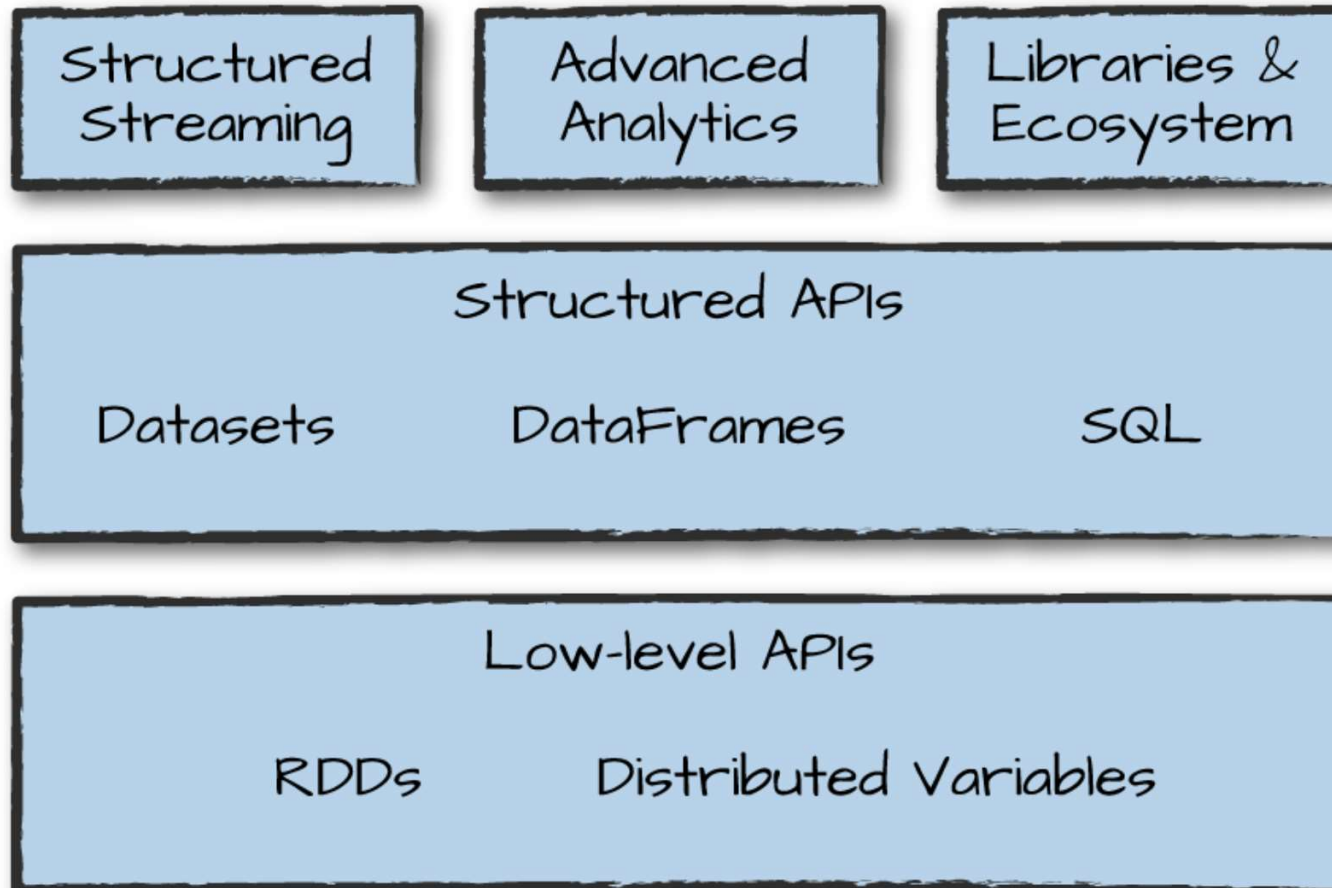 Structured
Streaming
Advanced
Analytics
Libraries &
Ecosystem
Structured APIs
Datasets DataFrames SQL
Low-level APIs
RDDs Distributed Variables